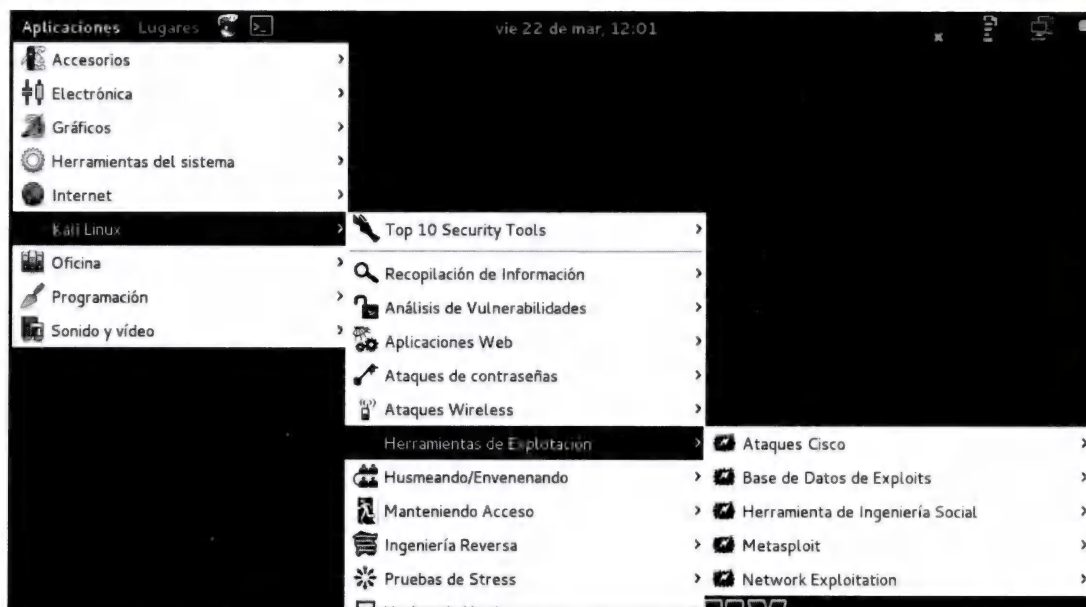 Aplicaciones Lugares vie 22 de mar, 12:01
Accesorios
Electrónica
Gráficos
Herramientas del sistema
Internet
Kali Linux
Oficina
Programación
Sonido y vídeo
Top 10 Security Tools
Recopilación de Información
Análisis de Vulnerabilidades
Aplicaciones Web
Ataques de contraseñas
Ataques Wireless
Herramientas de Explotación
Husmeando/Envenenando
Manteniendo Acceso
Ingeniería Reversa
Pruebas de Stress
Ataques Cisco
Base de Datos de Exploits
Herramienta de Ingeniería Social
Metasploit
Network Exploitation